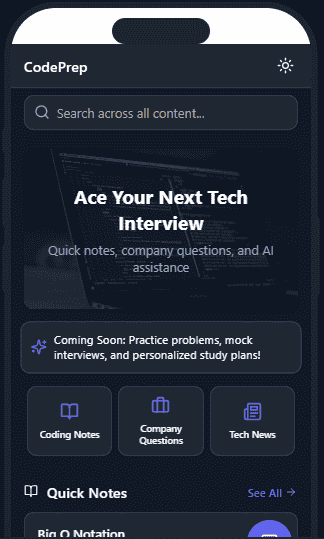 CodePrep
Search across all content...
Ace Your Next Tech
Interview
Quick notes, company questions, and AI
assistance
Coming Soon: Practice problems, mock
interviews, and personalized study plans!
Coding Notes
Company
Questions
Tech News
Quick Notes
See All
Big O Notation